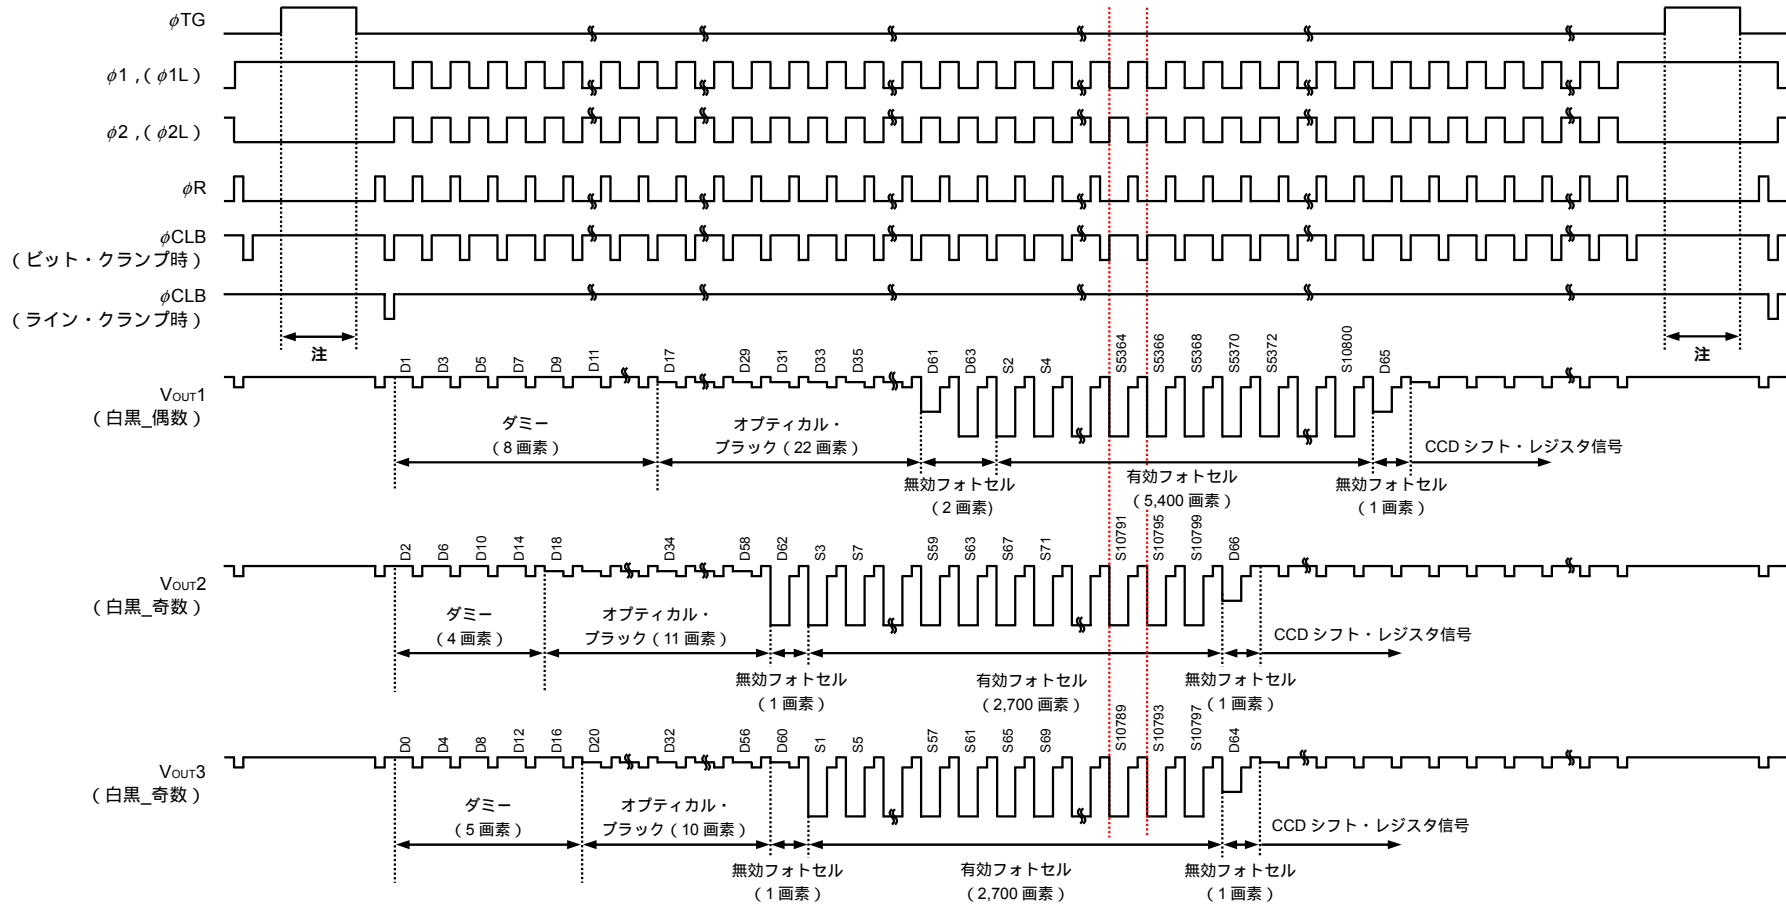 φTG
φ1 ,( φ1L )
φ2 ,( φ2L )
φR
φCLB
( ビット・クランプ時 )
φCLB
( ライン・クランプ時 )
注
注
D1 D3 D5 D7 D9 D11 D17 D29 D31 D33 D35 D61 D63 S2 S4 S5364 S5366 S5368 S5370 S5372 S10800 D65
VOUT1
( 白黒_偶数 )
ダミー
( 8 画素 )
オプティカル・
ブラック ( 22 画素 )
無効フォトセル
( 2 画素)
有効フォトセル
( 5,400 画素 )
無効フォトセル
( 1 画素 )
CCD シフト・レジスタ信号
D2 D6 D10 D14 D18 D34 D58 D62 S3 S7 S59 S63 S67 S71 S10791 S10795 S10799 D66
VOUT2
( 白黒_奇数 )
ダミー
( 4 画素 )
オプティカル・
ブラック ( 11 画素 )
無効フォトセル
( 1 画素 )
有効フォトセル
( 2,700 画素 )
無効フォトセル
( 1 画素 )
CCD シフト・レジスタ信号
D0 D4 D8 D12 D16 D20 D32 D56 D60 S1 S5 S57 S61 S65 S69 S10789 S10793 S10797 D64
VOUT3
( 白黒_奇数 )
ダミー
( 5 画素 )
オプティカル・
ブラック ( 10 画素 )
無効フォトセル
( 1 画素 )
有効フォトセル
( 2,700 画素 )
無効フォトセル
( 1 画素 )
CCD シフト・レジスタ信号